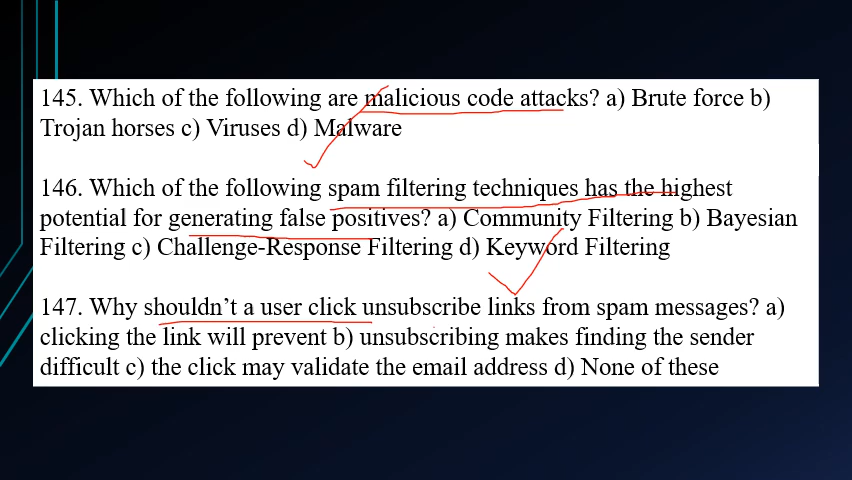 145. Which of the following are malicious code attacks? a) Brute force b)
Trojan horses c) Viruses d) Malware
146. Which of the following spam filtering techniques has the highest
potential for generating false positives? a) Community Filtering b) Bayesian
Filtering c) Challenge-Response Filtering d) Keyword Filtering
147. Why shouldn’t a user click unsubscribe links from spam messages? a)
clicking the link will prevent b) unsubscribing makes finding the sender
difficult c) the click may validate the email address d) None of these